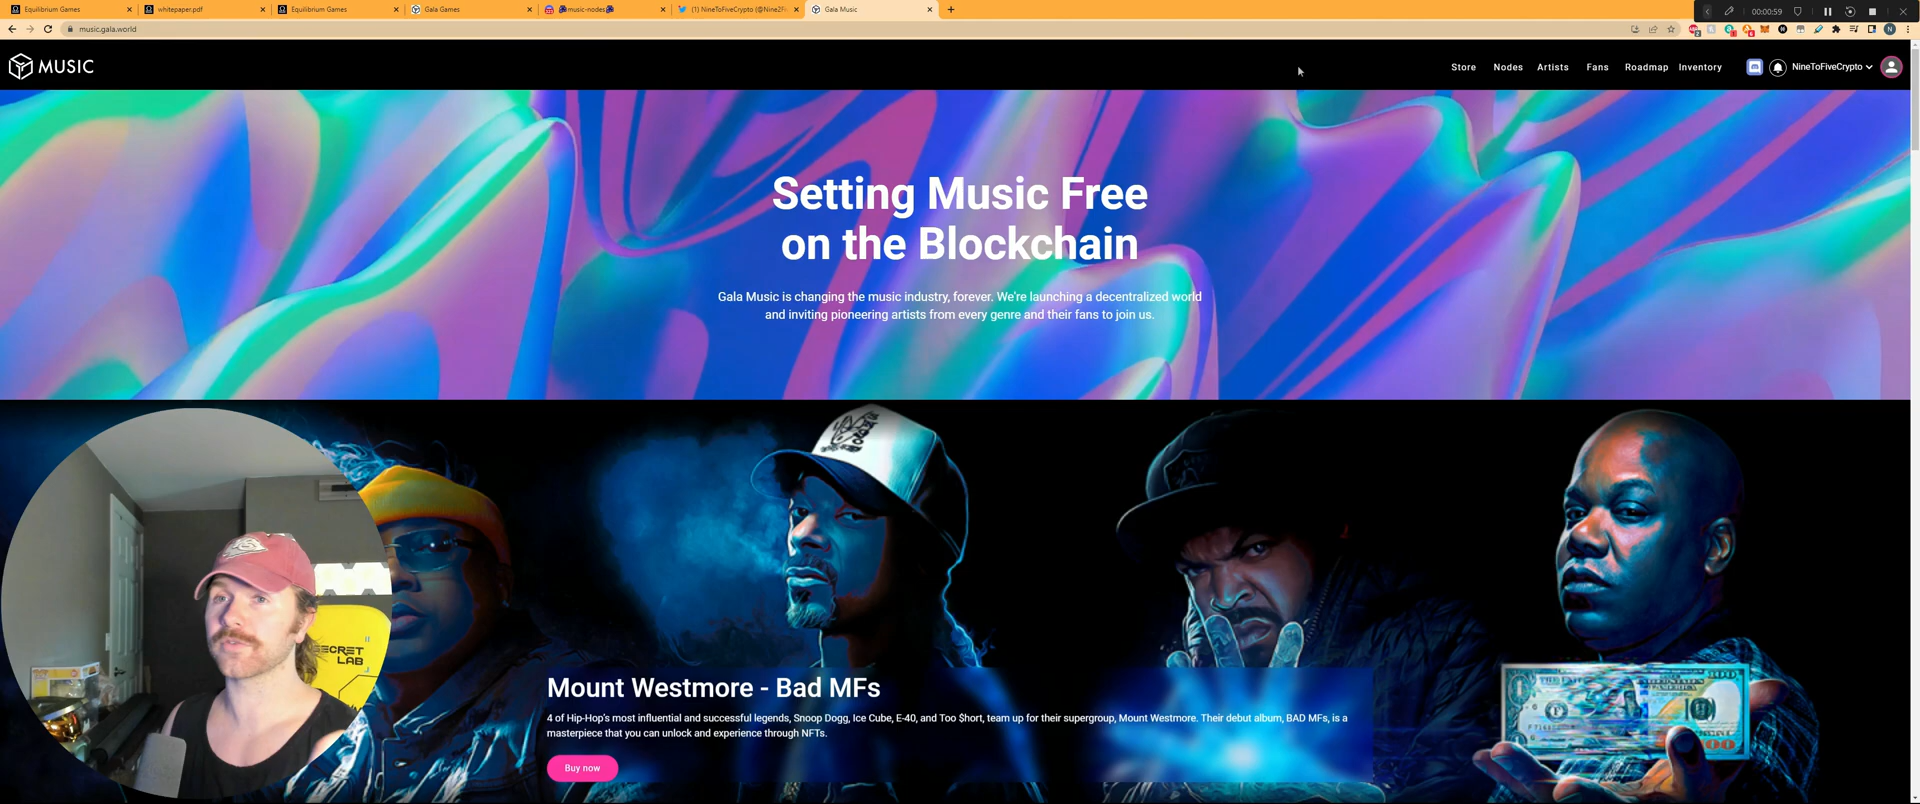 Equilibrium Games
whitepaper.pdf
Equilibrium Games
Gala Games
music-nodes
(1) NineToFiveCrypto (@Nine2Fi
Gala Music
00:00:59
music.gala.world
MUSIC
Store
Nodes
Artists
Fans
Roadmap
Inventory
NineToFiveCrypto
Setting Music Free
on the Blockchain
Gala Music is changing the music industry, forever. We're launching a decentralized world
and inviting pioneering artists from every genre and their fans to join us.
SECRET
LAB
Mount Westmore - Bad MFs
4 of Hip-Hop's most influential and successful legends, Snoop Dogg, Ice Cube, E-40, and Too $hort, team up for their supergroup, Mount Westmore. Their debut album, BAD MFs, is a
masterpiece that you can unlock and experience through NFTs.
Buy now